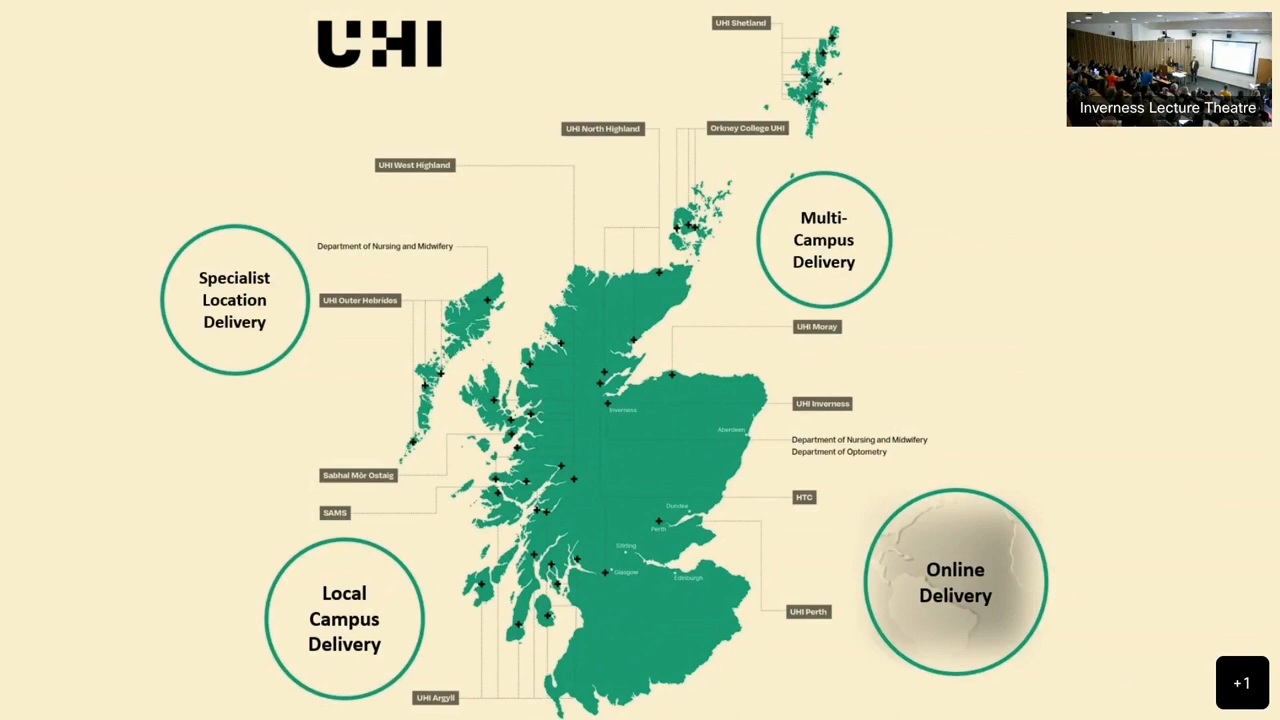 UHI
UHI Shetland
Inverness Lecture Theatre
UHI North Highland
Orkney College UHI
UHI West Highland
Multi-
Campus
Delivery
Department of Nursing and Midwifery
Specialist
Location
Delivery
UHI Outer Hebrides
UHI Moray
UHI Inverness
Inverness
Aberdeen
Department of Nursing and Midwifery
Department of Optometry
Sabhal Mòr Ostaig
HTC
SAMS
Dundee
Perth
Stirling
Glasgow
Edinburgh
Online
Delivery
Local
Campus
Delivery
UHI Perth
UHI Argyll
+1